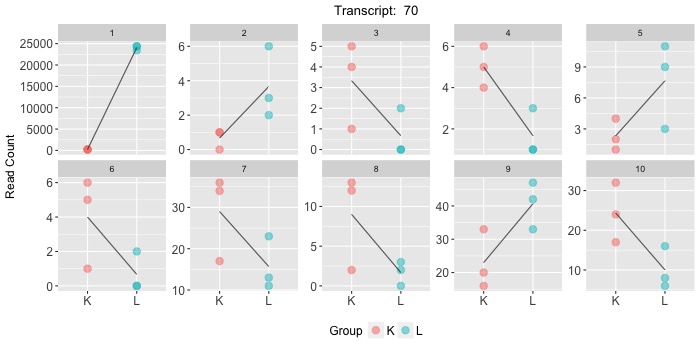 Transcript: 70
1 2 3 4 5
25000 20000 15000 10000 5000 0
6 4 2 0
5 4 3 2 1 0
6 4 2
9 6 3
Read Count
6 7 8 9 10
6 4 2 0
30 20 10
10 5 0
40 30 20
30 20 10
K L K L K L K L K L
Group K L